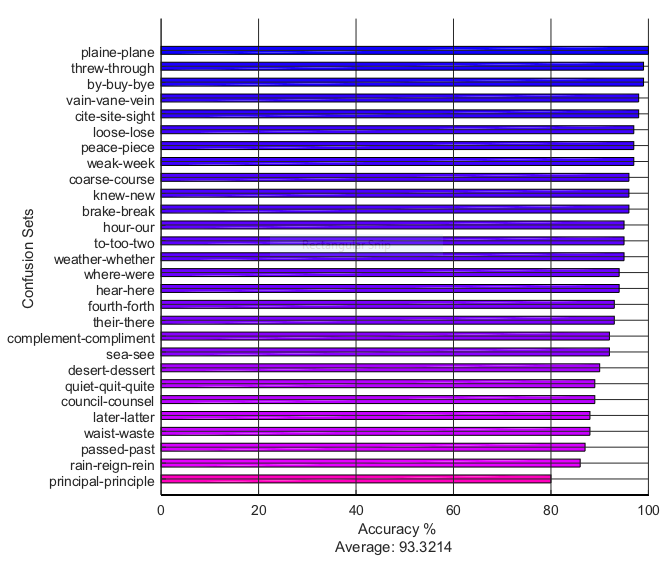 plaine-plane
threw-through
by-buy-bye
vain-vane-vein
cite-site-sight
loose-lose
peace-piece
weak-week
coarse-course
knew-new
brake-break
hour-our
to-too-two
Rectangular Snip
weather-whether
where-were
hear-here
fourth-forth
their-there
complement-compliment
sea-see
desert-dessert
quiet-quit-quite
council-counsel
later-latter
waist-waste
passed-past
rain-reign-rein
principal-principle
Confusion Sets
0 20 40 60 80 100
Accuracy %
Average: 93.3214